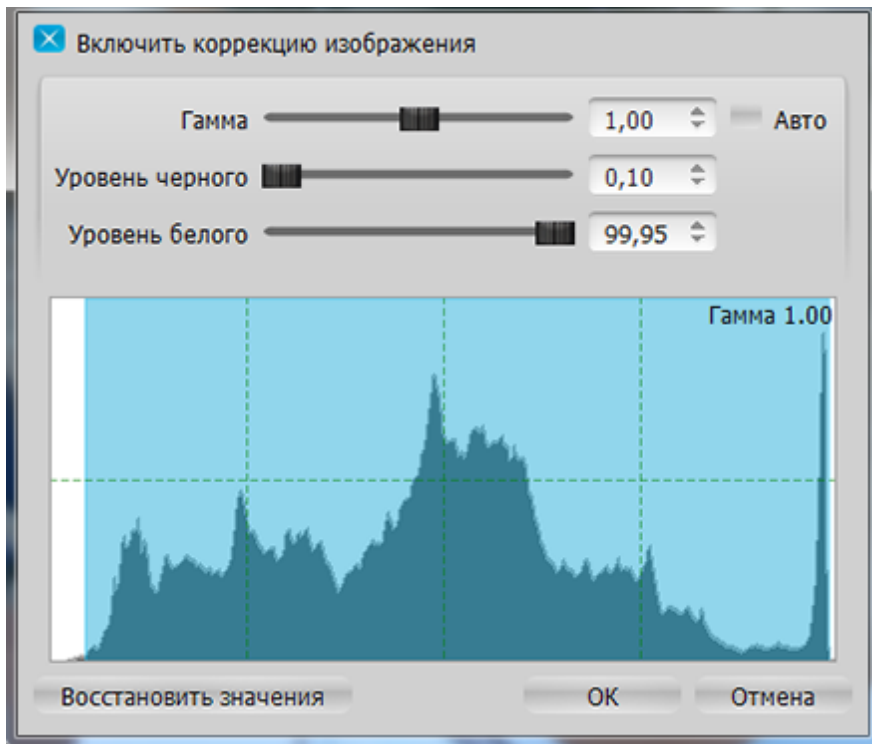 Включить коррекцию изображения
Гамма 1,00 Авто
Уровень черного 0,10
Уровень белого 99,95
Гамма 1.00
Восстановить значения ОК Отмена